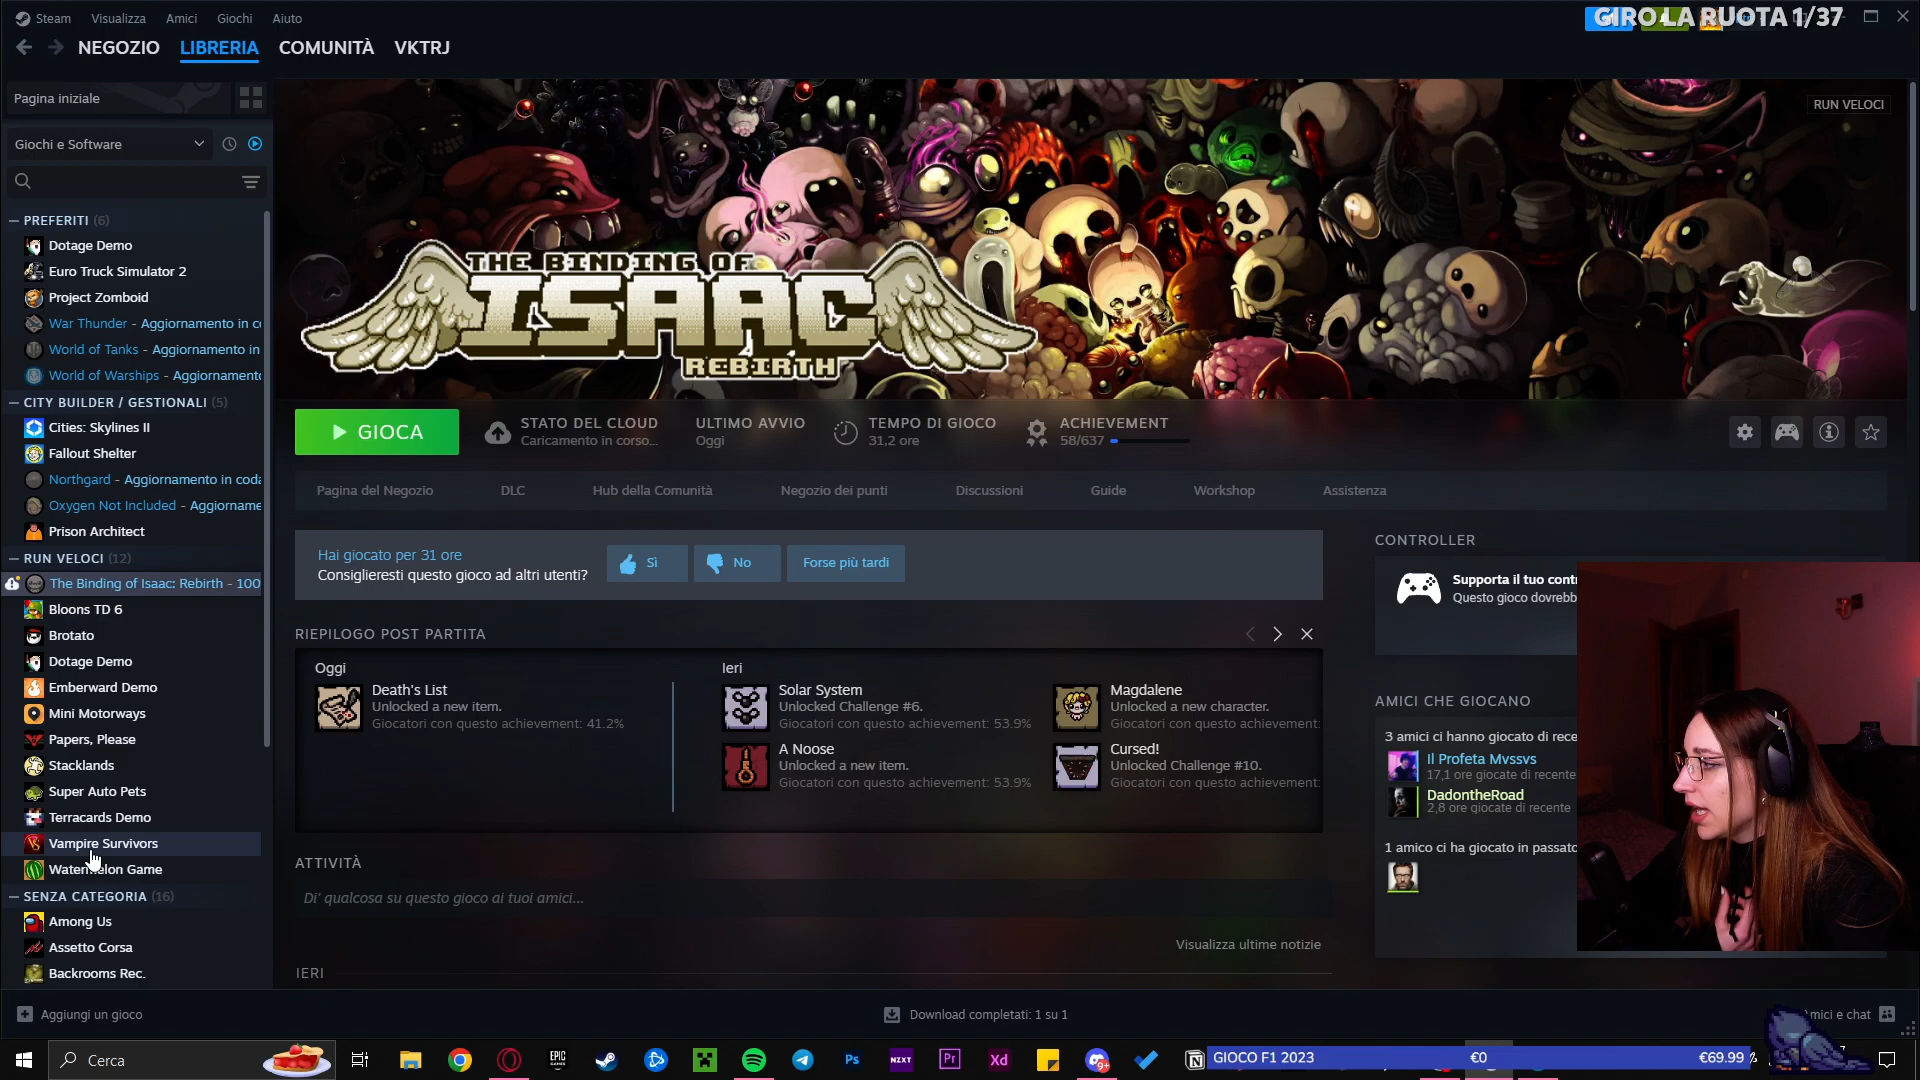 Steam
Visualizza
Amici
Giochi
Aiuto
GIRO LA RUOTA 1/37
NEGOZIO
LIBRERIA
COMUNITÀ
VKTRJ
Pagina iniziale
RUN VELOCI
Giochi e Software
PREFERITI (6)
Dotage Demo
Euro Truck Simulator 2
Project Zomboid
War Thunder - Aggiornamento in co
World of Tanks - Aggiornamento in
World of Warships - Aggiornamento
CITY BUILDER / GESTIONALI (5)
Cities: Skylines II
Fallout Shelter
Northgard - Aggiornamento in coda
Oxygen Not Included - Aggiorname
Prison Architect
RUN VELOCI (12)
The Binding of Isaac: Rebirth - 100
Bloons TD 6
Brotato
Dotage Demo
Emberward Demo
Mini Motorways
Papers, Please
Stacklands
Super Auto Pets
Terracards Demo
Vampire Survivors
Watermelon Game
SENZA CATEGORIA (16)
Among Us
Assetto Corsa
Backrooms Rec.
THE BINDING OF
ISAAC
REBIRTH
GIOCA
STATO DEL CLOUD
Caricamento in corso...
ULTIMO AVVIO
Oggi
TEMPO DI GIOCO
31,2 ore
ACHIEVEMENT
58/637
Pagina del Negozio
DLC
Hub della Comunità
Negozio dei punti
Discussioni
Guide
Workshop
Assistenza
Hai giocato per 31 ore
Consiglieresti questo gioco ad altri utenti?
Sì
No
Forse più tardi
RIEPILOGO POST PARTITA
Oggi
Death's List
Unlocked a new item.
Giocatori con questo achievement: 41.2%
Ieri
Solar System
Unlocked Challenge #6.
Giocatori con questo achievement: 53.9%
A Noose
Unlocked a new item.
Giocatori con questo achievement: 53.9%
Magdalene
Unlocked a new character.
Giocatori con questo achievement:
Cursed!
Unlocked Challenge #10.
Giocatori con questo achievement:
ATTIVITÀ
Di' qualcosa su questo gioco ai tuoi amici...
Visualizza ultime notizie
IERI
CONTROLLER
Supporta il tuo cont
Questo gioco dovrebb
AMICI CHE GIOCANO
3 amici ci hanno giocato di rece
Il Profeta Mvssvs
17,1 ore giocate di recente
DadontheRoad
2,8 ore giocate di recente
1 amico ci ha giocato in passato
Aggiungi un gioco
Download completati: 1 su 1
mici e chat
Cerca
EPIC GAMES
Ps
NZXT
Pr
Xd
9+
GIOCO F1 2023
€0
€69.99